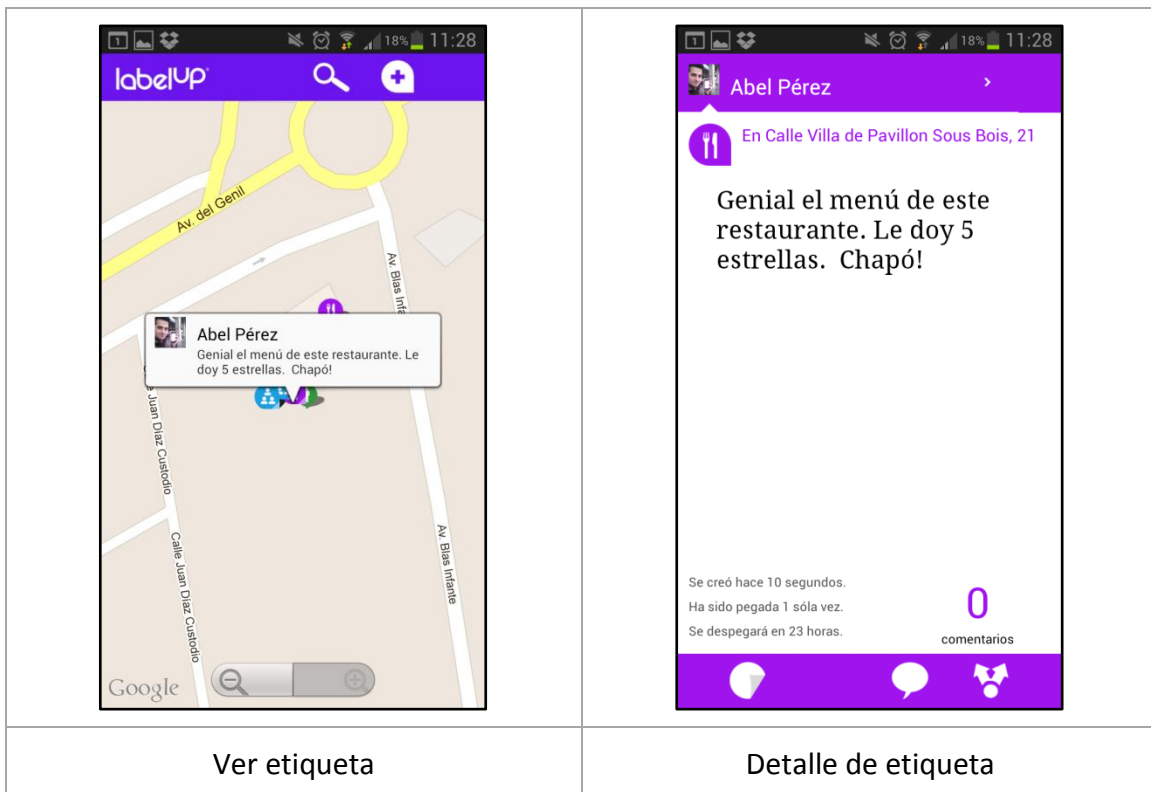 1 18% 11:28
labelUp
Av. del Genil
Av. Blas Infa
Abel Pérez
Genial el menú de este restaurante. Le
doy 5 estrellas. Chapó!
e Juan Díaz Custodio
Calle Juan Díaz Custodio
Av. Blas Infante
Google
Ver etiqueta
1 18% 11:28
Abel Pérez
En Calle Villa de Pavillon Sous Bois, 21
Genial el menú de este
restaurante. Le doy 5
estrellas. Chapó!
Se creó hace 10 segundos.
Ha sido pegada 1 sóla vez.
Se despegará en 23 horas.
0
comentarios
Detalle de etiqueta